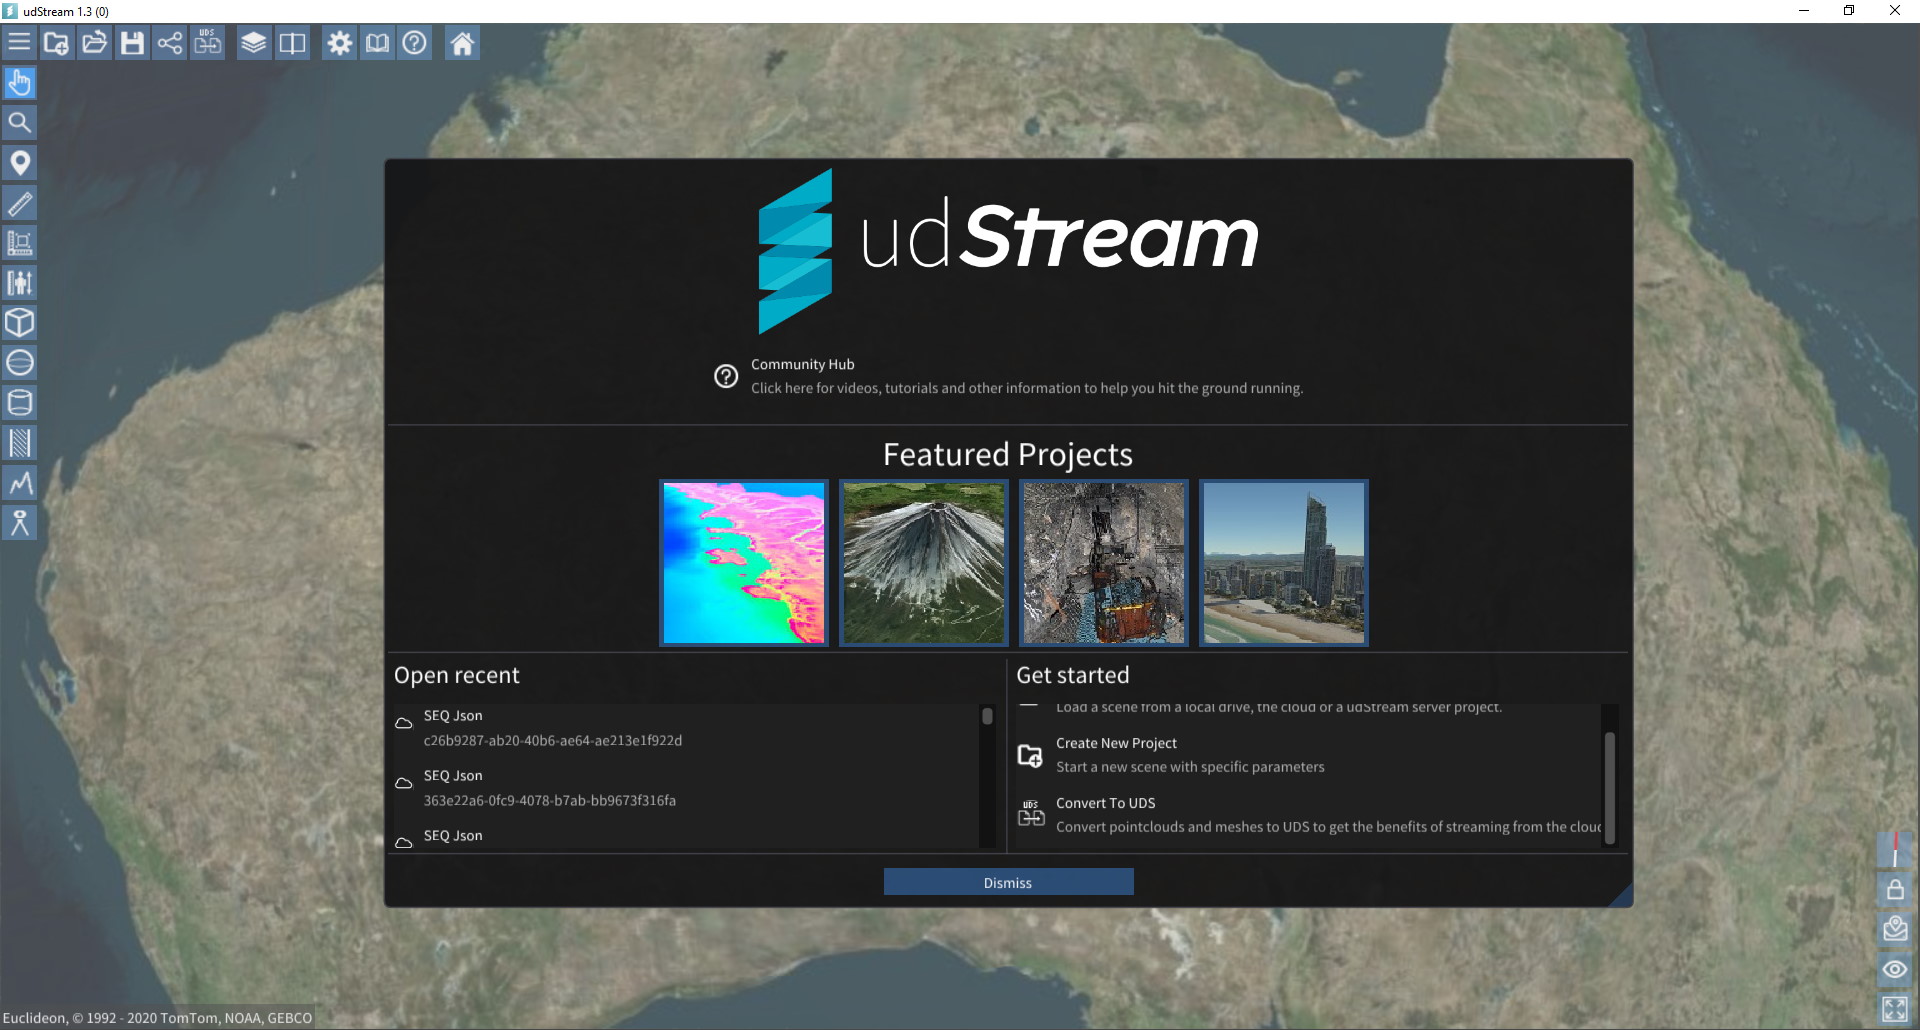 udStream 1.3 (0)
UDS
udStream
Community Hub
Click here for videos, tutorials and other information to help you hit the ground running.
Featured Projects
Open recent
SEQ Json
c26b9287-ab20-40b6-ae64-ae213e1f922d
SEQ Json
363e22a6-0fc9-4078-b7ab-bb9673f316fa
SEQ Json
Get started
Load a scene from a local drive, the cloud or a udStream server project.
Create New Project
Start a new scene with specific parameters
UDS
Convert To UDS
Convert pointclouds and meshes to UDS to get the benefits of streaming from the clou
Dismiss
Euclideon, © 1992 - 2020 TomTom, NOAA, GEBCO